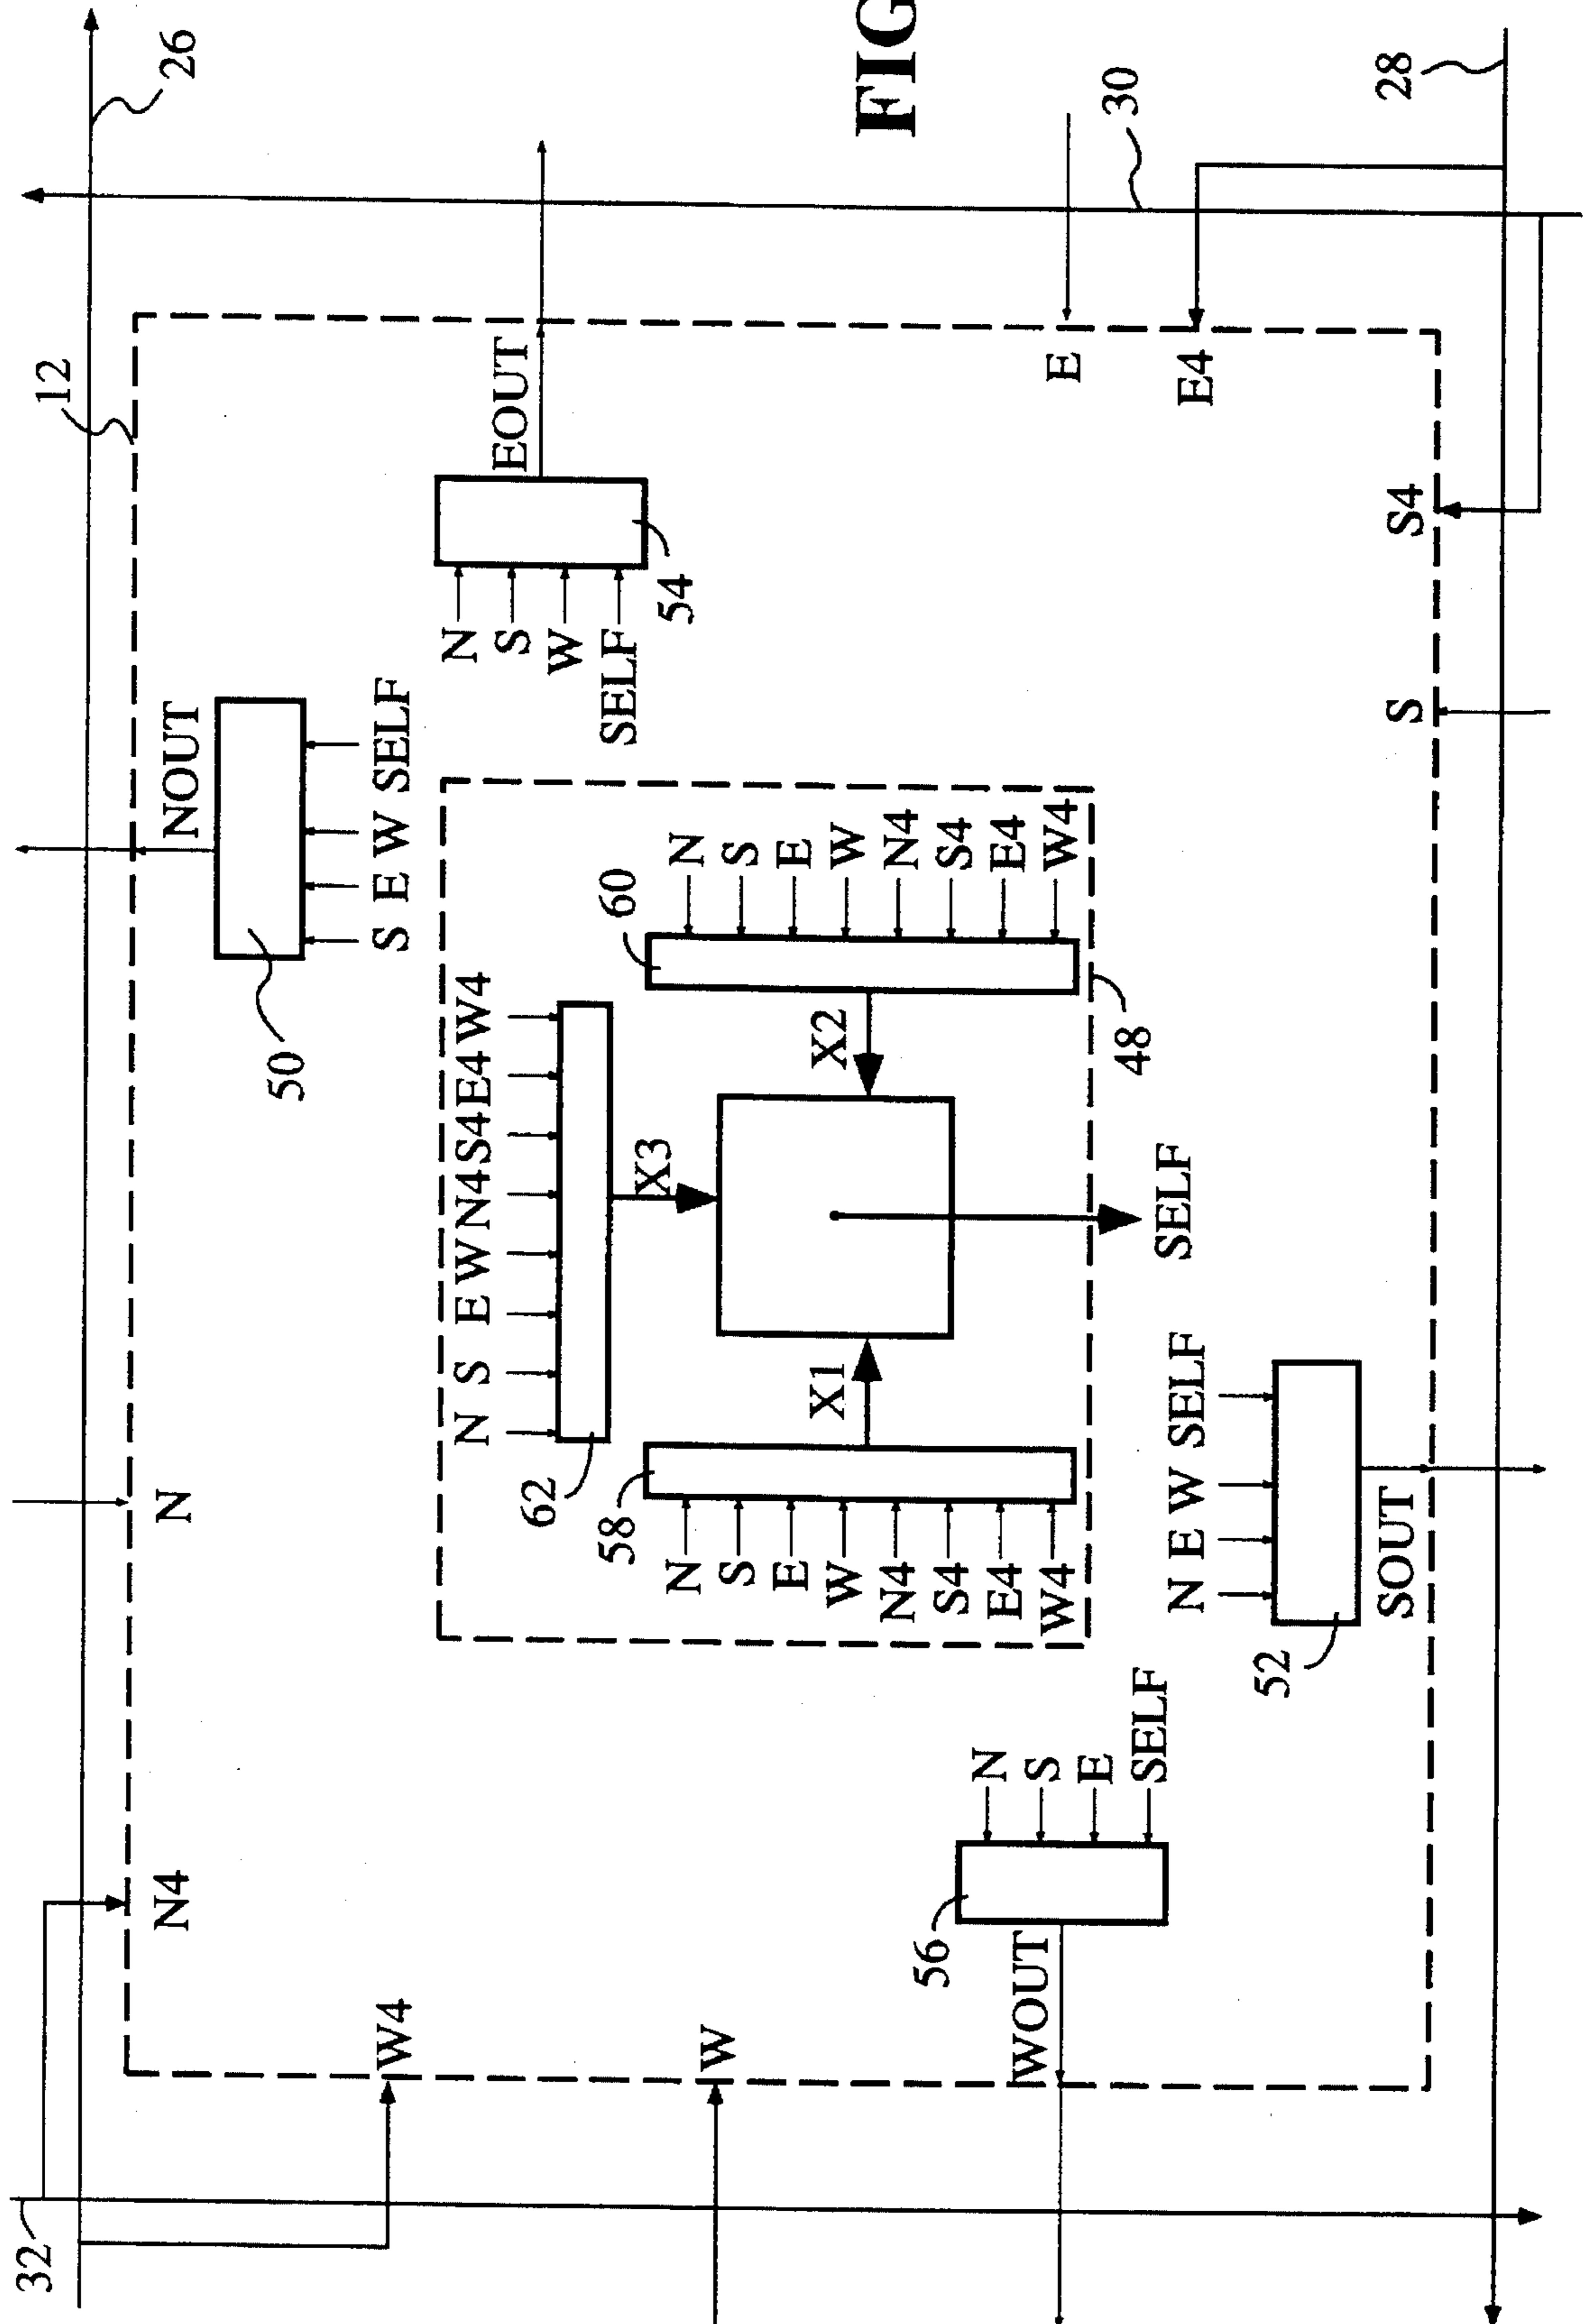 32
12
26
N4
N
NOUT
50
S E W SELF
W4
N S E W N4 S4 E4 W4
62
X3
N
S
W
SELF
EOUT
54
58
N
S
E
W
N4
S4
E4
W4
X1
X2
60
N
S
E
W
N4
S4
E4
W4
W
FIG
56
WOUT
N
S
E
SELF
SELF
48
E
E4
30
N E W SELF
52
SOUT
S
S4
28